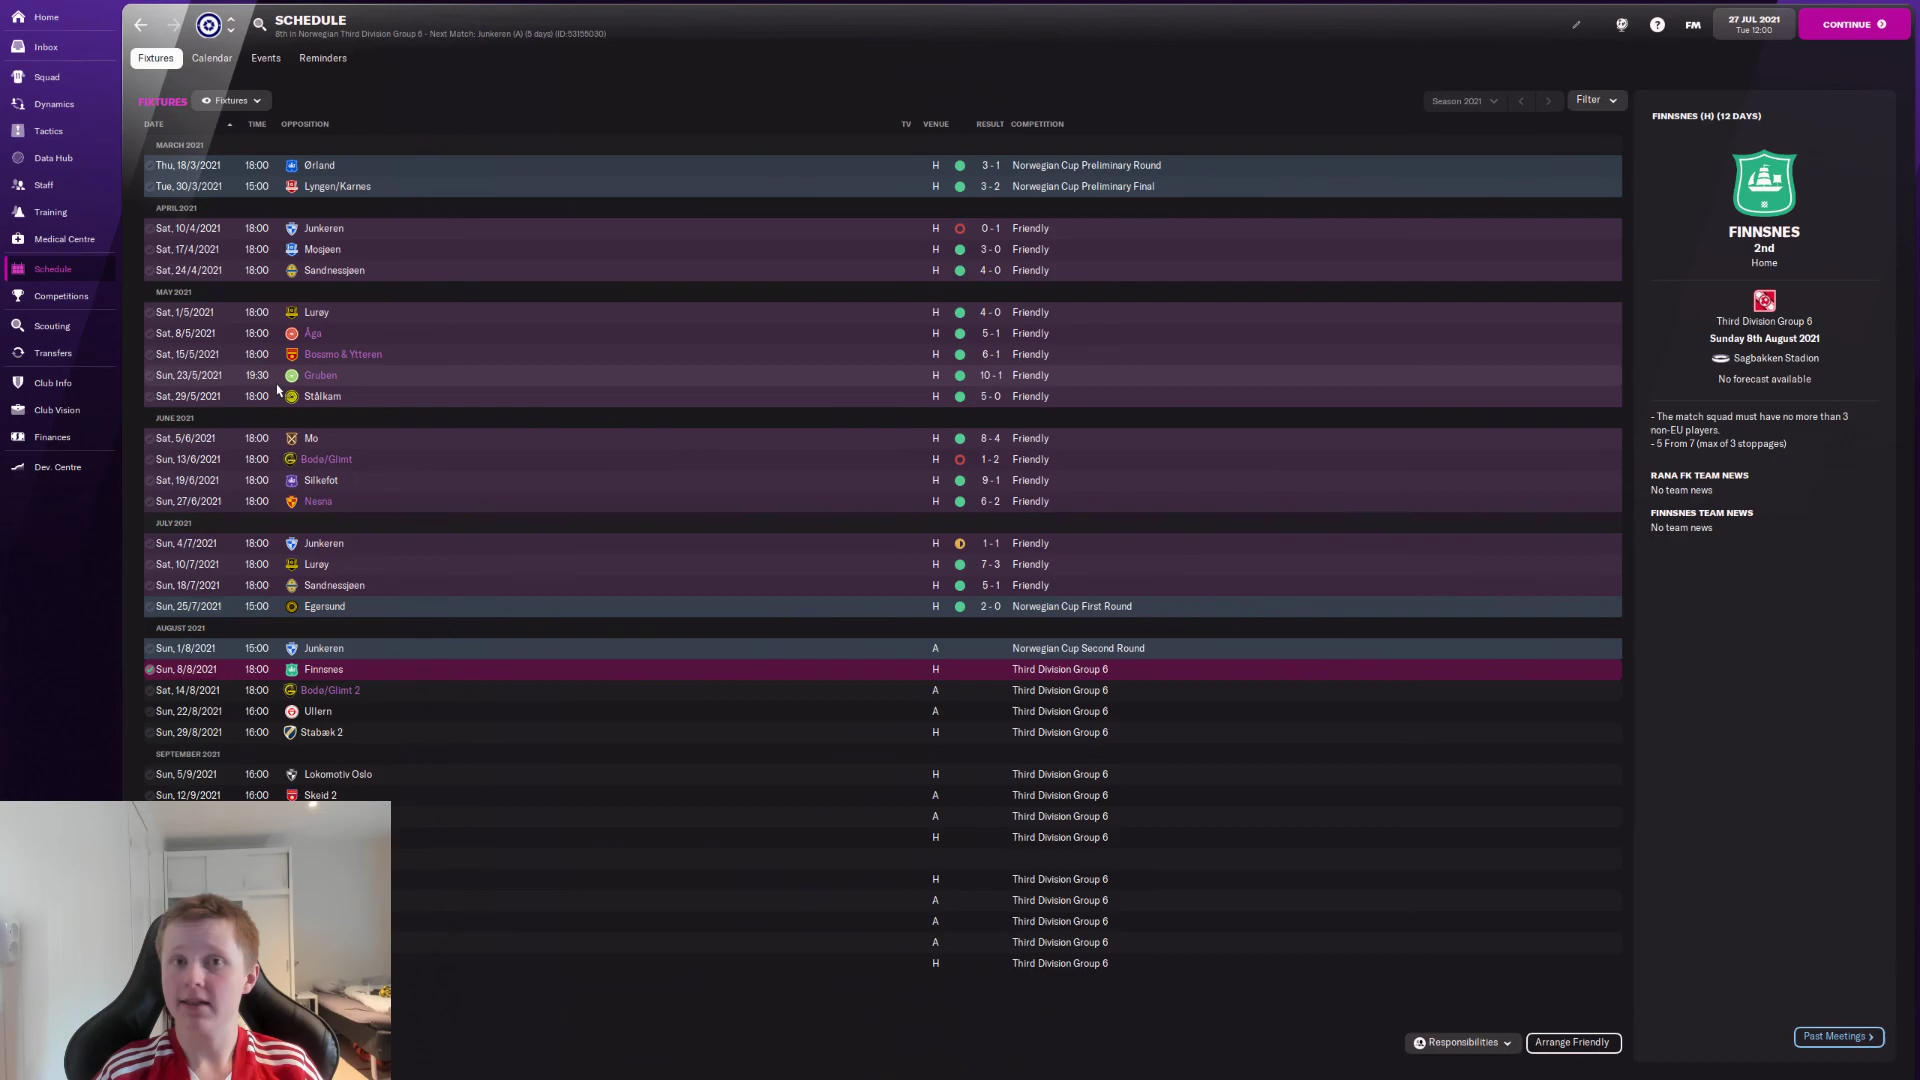 Home
Inbox
Squad
Dynamics
Tactics
Data Hub
Staff
Training
Medical Centre
Schedule
Competitions
Scouting
Transfers
Club Info
Club Vision
Finances
Dev. Centre
SCHEDULE
8th in Norwegian Third Division Group 6 - Next Match: Junkeren (A) (5 days) (ID:53155030)
FM
27 JUL 2021
Tue 12:00
CONTINUE
Fixtures Calendar Events Reminders
FIXTURES Fixtures
Season 2021
Filter
DATE TIME OPPOSITION TV VENUE RESULT COMPETITION
MARCH 2021
Thu, 18/3/2021 18:00 Ørland H 3 - 1 Norwegian Cup Preliminary Round
Tue, 30/3/2021 15:00 Lyngen/Karnes H 3 - 2 Norwegian Cup Preliminary Final
APRIL 2021
Sat, 10/4/2021 18:00 Junkeren H 0 - 1 Friendly
Sat, 17/4/2021 18:00 Mosjøen H 3 - 0 Friendly
Sat, 24/4/2021 18:00 Sandnessjøen H 4 - 0 Friendly
MAY 2021
Sat, 1/5/2021 18:00 Lurøy H 4 - 0 Friendly
Sat, 8/5/2021 18:00 Åga H 5 - 1 Friendly
Sat, 15/5/2021 18:00 Bossmo & Ytteren H 6 - 1 Friendly
Sun, 23/5/2021 19:30 Gruben H 10 - 1 Friendly
Sat, 29/5/2021 18:00 Stålkam H 5 - 0 Friendly
JUNE 2021
Sat, 5/6/2021 18:00 Mo H 8 - 4 Friendly
Sun, 13/6/2021 18:00 Bodø/Glimt H 1 - 2 Friendly
Sat, 19/6/2021 18:00 Silkefot H 9 - 1 Friendly
Sun, 27/6/2021 18:00 Nesna H 6 - 2 Friendly
JULY 2021
Sun, 4/7/2021 18:00 Junkeren H 1 - 1 Friendly
Sat, 10/7/2021 18:00 Lurøy H 7 - 3 Friendly
Sun, 18/7/2021 18:00 Sandnessjøen H 5 - 1 Friendly
Sun, 25/7/2021 15:00 Egersund H 2 - 0 Norwegian Cup First Round
AUGUST 2021
Sun, 1/8/2021 15:00 Junkeren A Norwegian Cup Second Round
Sun, 8/8/2021 18:00 Finnsnes H Third Division Group 6
Sat, 14/8/2021 18:00 Bodø/Glimt 2 A Third Division Group 6
Sun, 22/8/2021 16:00 Ullern A Third Division Group 6
Sun, 29/8/2021 16:00 Stabæk 2 H Third Division Group 6
SEPTEMBER 2021
Sun, 5/9/2021 16:00 Lokomotiv Oslo H Third Division Group 6
Sun, 12/9/2021 16:00 Skeid 2 A Third Division Group 6
A Third Division Group 6
H Third Division Group 6
H Third Division Group 6
A Third Division Group 6
A Third Division Group 6
A Third Division Group 6
H Third Division Group 6
Responsibilities
Arrange Friendly
FINNSNES (H) (12 DAYS)
FINNSNES
2nd
Home
Third Division Group 6
Sunday 8th August 2021
Sagbakken Stadion
No forecast available
- The match squad must have no more than 3
non-EU players.
- 5 From 7 (max of 3 stoppages)
RANA FK TEAM NEWS
No team news
FINNSNES TEAM NEWS
No team news
Past Meetings